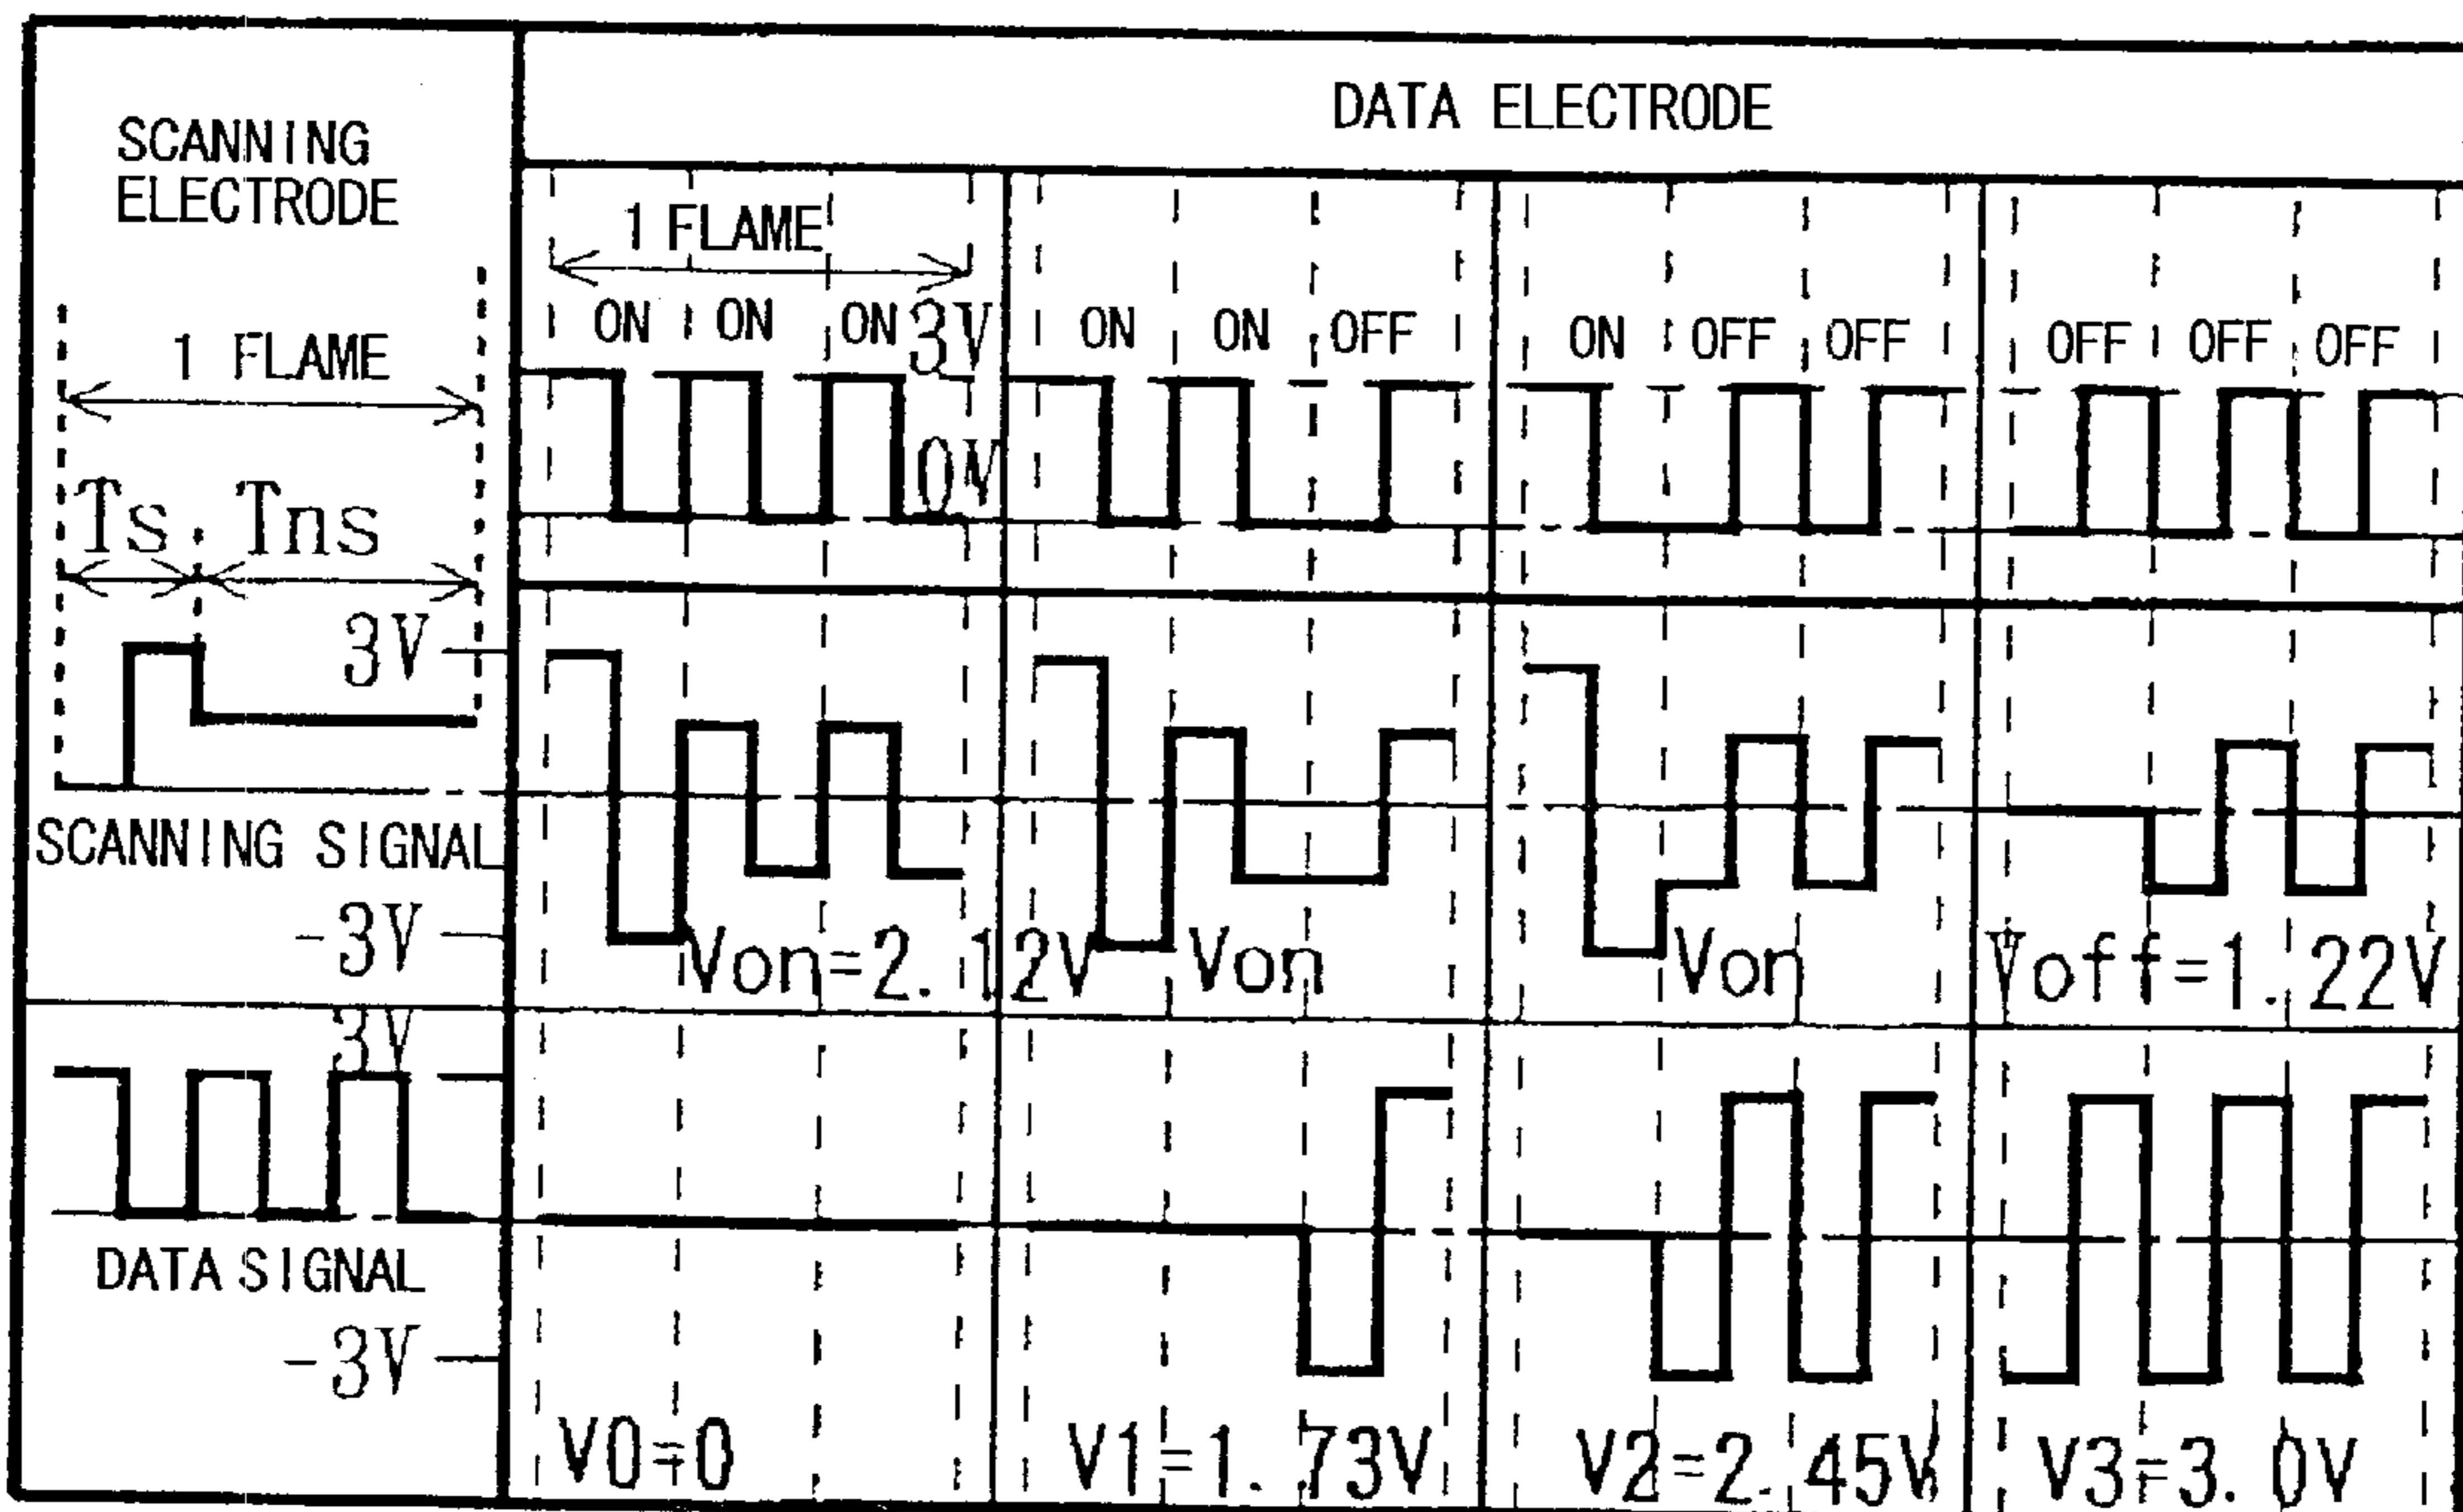 DATA ELECTRODE
SCANNING
ELECTRODE
1 FLAME
ON ON ON
3V
0V
ON ON OFF
ON OFF OFF
OFF OFF OFF
1 FLAME
Ts Tns
3V
SCANNING SIGNAL
-3V
Von=2.12V
Von
Von
Voff=1.22V
3V
DATA SIGNAL
-3V
V0=0
V1=1.73V
V2=2.45V
V3=3.0V